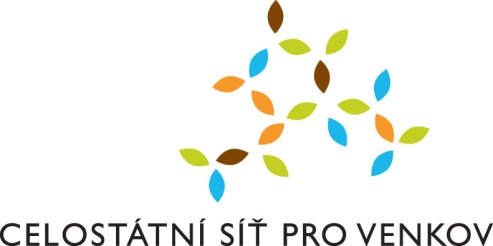 CELOSTÁTNÍ SÍŤ PRO VENKOV